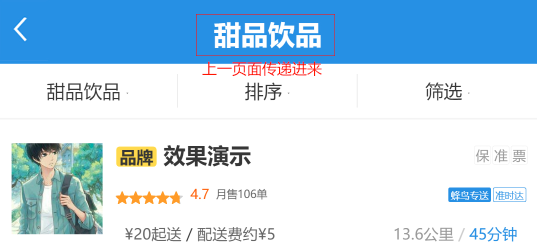 甜品饮品
上一页面传递进来
甜品饮品 排序 筛选
品牌 效果演示 保 准 票
4.7 月售106单 蜂鸟专送 准时达
¥20起送 / 配送费约¥5 13.6公里 / 45分钟